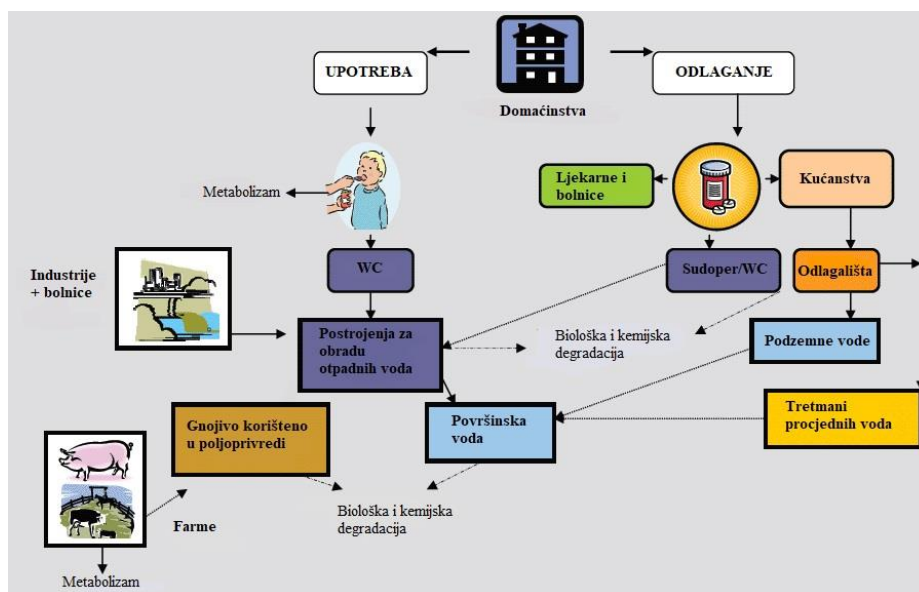 UPOTREBA
ODLAGANJE
Domaćinstva
Metabolizam
Ljekarne i
bolnice
Kućanstva
Industrije
+ bolnice
WC
Sudoper/WC
Odlagališta
Postrojenja za
obradu
otpadnih voda
Biološka i kemijska
degradacija
Podzemne vode
Gnojivo korišteno
u poljoprivredi
Površinska
voda
Tretmani
procjednih voda
Biološka i kemijska
degradacija
Farme
Metabolizam